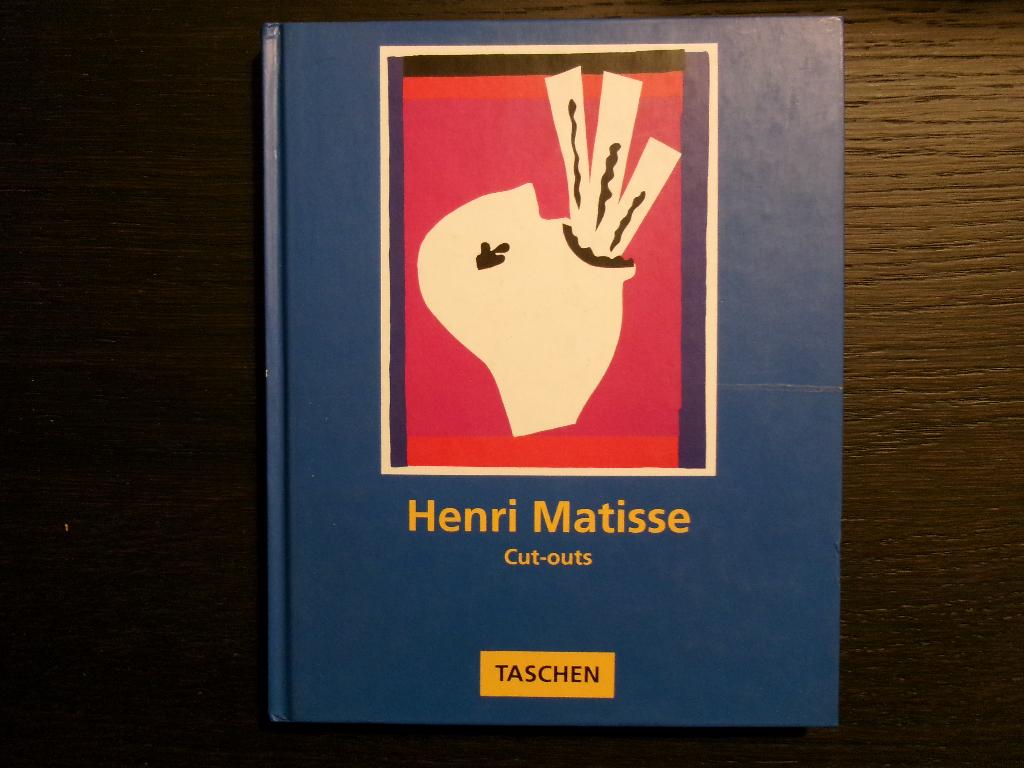 Henri Matisse
Cut-outs
TASCHEN